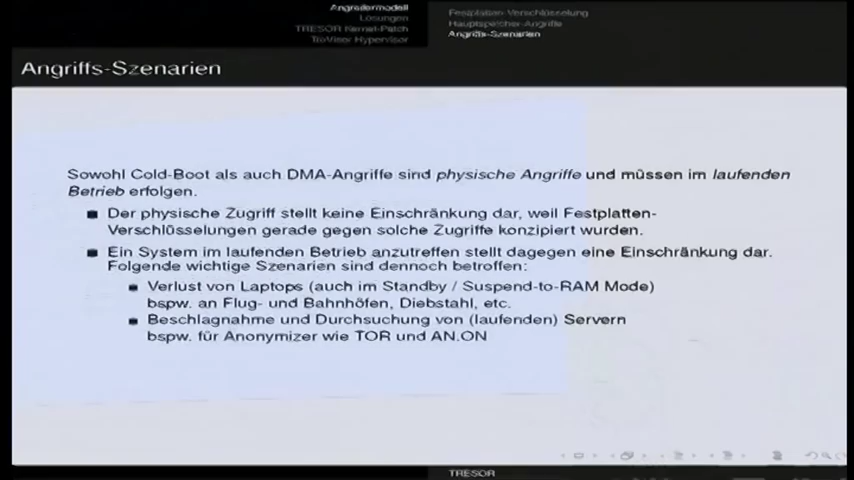 Angreifermodell
Lösungen
TRESOR Kernel-Patch
TreVisor Hypervisor
Festplatten-Verschlüsselung
Hauptspeicher-Angriffe
Angriffs-Szenarien
Angriffs-Szenarien
Sowohl Cold-Boot als auch DMA-Angriffe sind physische Angriffe und müssen im laufenden
Betrieb erfolgen.
Der physische Zugriff stellt keine Einschränkung dar, weil Festplatten-
Verschlüsselungen gerade gegen solche Zugriffe konzipiert wurden.
Ein System im laufenden Betrieb anzutreffen stellt dagegen eine Einschränkung dar.
Folgende wichtige Szenarien sind dennoch betroffen:
Verlust von Laptops (auch im Standby / Suspend-to-RAM Mode)
bspw. an Flug- und Bahnhöfen, Diebstahl, etc.
Beschlagnahme und Durchsuchung von (laufenden) Servern
bspw. für Anonymizer wie TOR und AN.ON
TRESOR